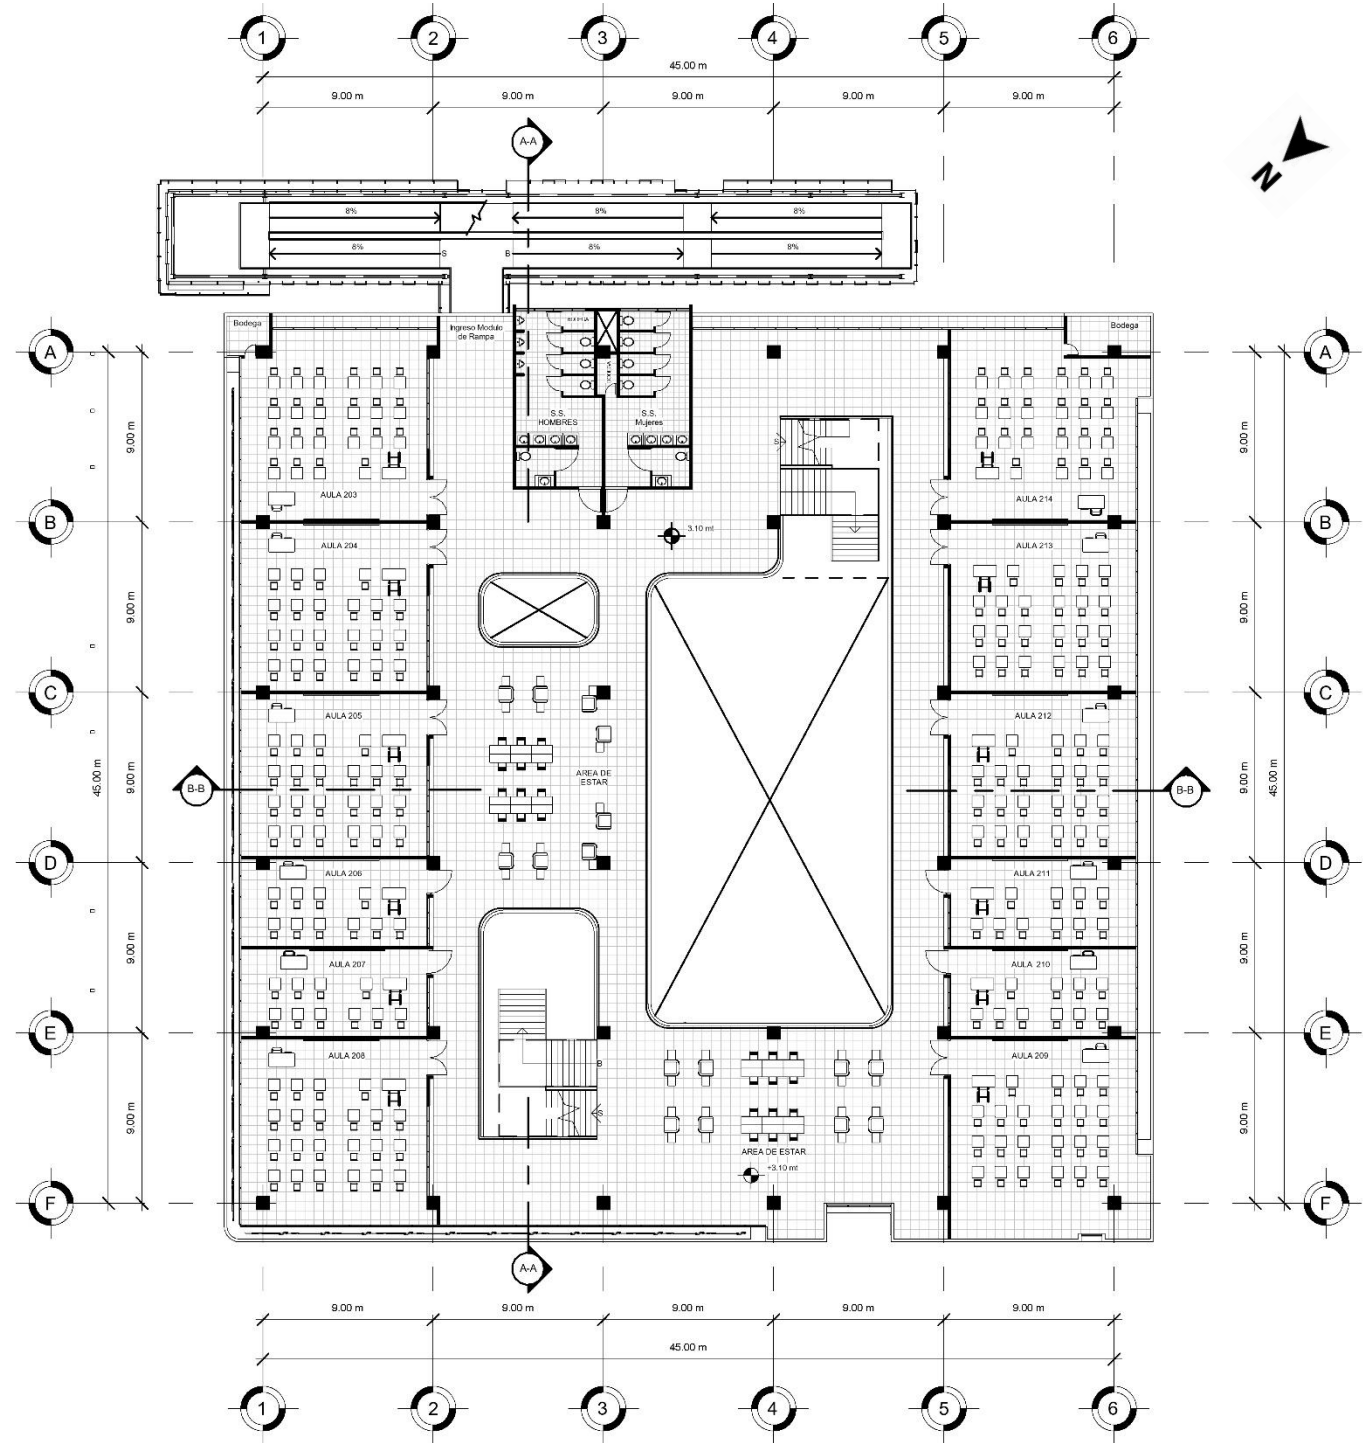 1 2 3 4 5 6
45.00 m
9.00 m 9.00 m 9.00 m 9.00 m 9.00 m
A-A
N
8% 8% 8%
8% S B 8% 8%
Bodega
Ingreso Modulo
de Rampa
Bodega
A A
S.S.
HOMBRES
S.S.
Mujeres
S
9.00 m 9.00 m
AULA 203
AULA 214
B B
3.10 mt
AULA 204
AULA 213
9.00 m 9.00 m
C C
AULA 205
AULA 212
45.00 m 9.00 m
AREA DE
ESTAR
9.00 m 45.00 m
B-B B-B
D D
AULA 206
AULA 211
9.00 m 9.00 m
AULA 207
AULA 210
E E
AULA 208
B
AULA 209
S
9.00 m 9.00 m
AREA DE ESTAR
+3.10 mt
F F
A-A
9.00 m 9.00 m 9.00 m 9.00 m 9.00 m
45.00 m
1 2 3 4 5 6